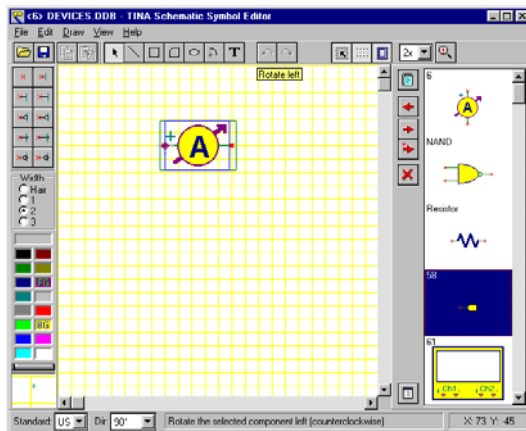 <6> DEVICES.DDB - TINA Schematic Symbol Editor
File Edit Draw View Help
T
2x
Rotate left
6
A
A
NAND
Width
Hair
1
2
3
Resistor
FG
BG
58
61
Ch1 Ch2
Standard: US Dir: 90° Rotate the selected component left (counterclockwise) X: 73 Y: -45